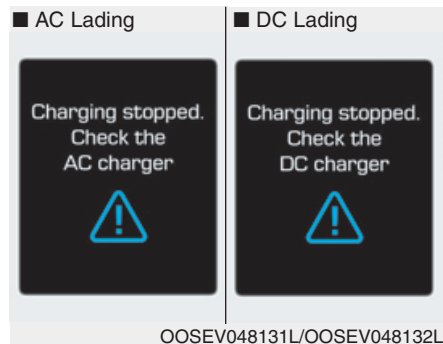 ■ AC Lading
■ DC Lading
Charging stopped.
Check the
AC charger
Charging stopped.
Check the
DC charger
OOSEV048131L/OOSEV048132L